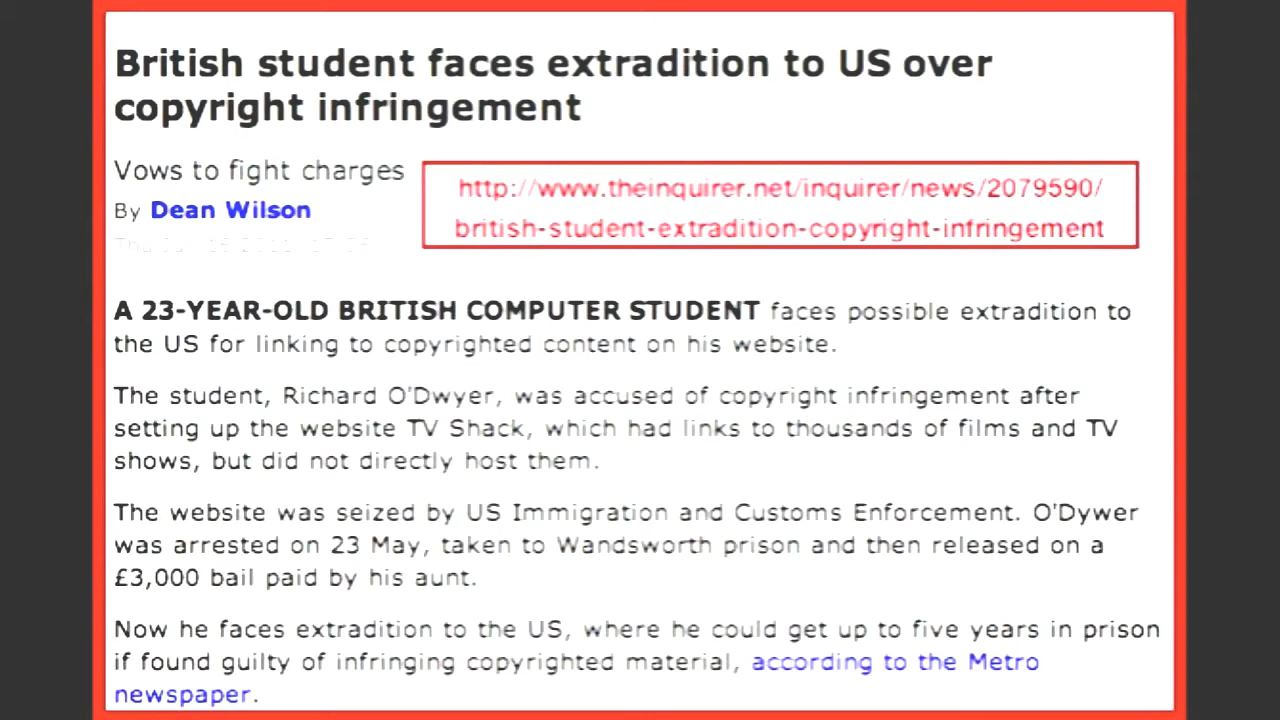 British student faces extradition to US over
copyright infringement
Vows to fight charges
By Dean Wilson
http://www.theinquirer.net/inquirer/news/2079590/
british-student-extradition-copyright-infringement
A 23-YEAR-OLD BRITISH COMPUTER STUDENT faces possible extradition to
the US for linking to copyrighted content on his website.
The student, Richard O'Dwyer, was accused of copyright infringement after
setting up the website TV Shack, which had links to thousands of films and TV
shows, but did not directly host them.
The website was seized by US Immigration and Customs Enforcement. O'Dywer
was arrested on 23 May, taken to Wandsworth prison and then released on a
£3,000 bail paid by his aunt.
Now he faces extradition to the US, where he could get up to five years in prison
if found guilty of infringing copyrighted material, according to the Metro
newspaper.